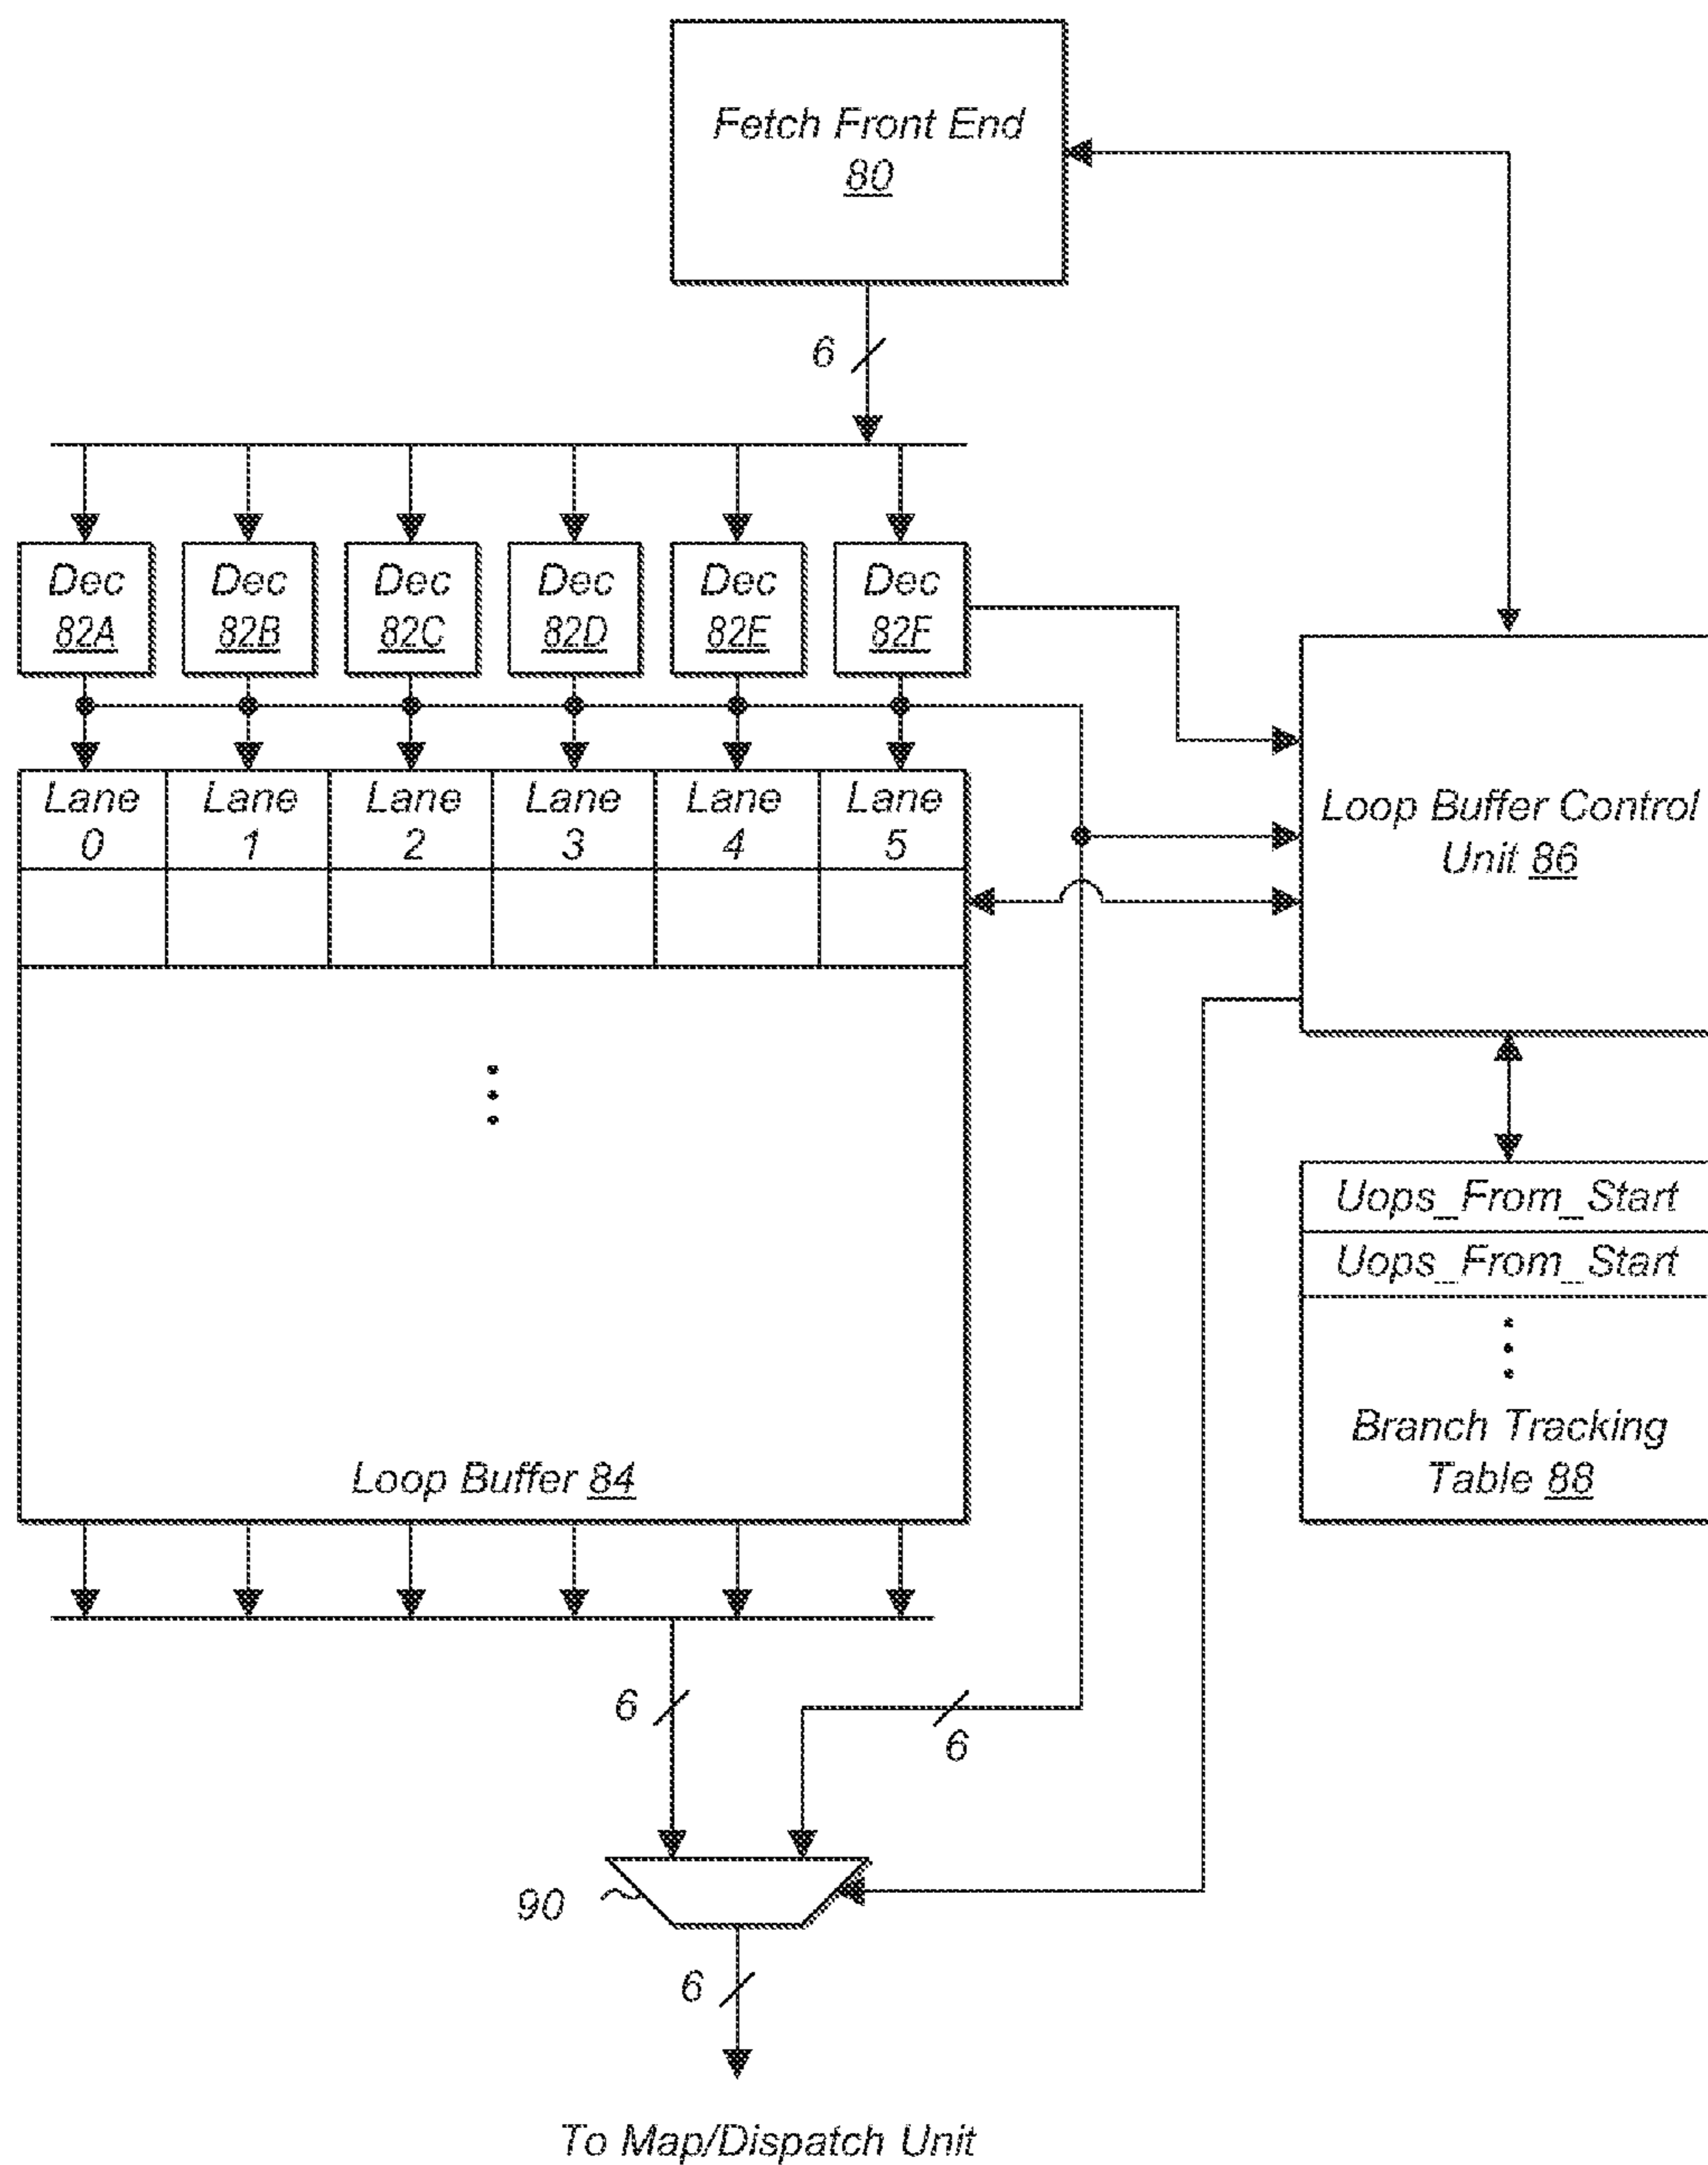 Fetch Front End
80
6
Dec
82A
Dec
82B
Dec
82C
Dec
82D
Dec
82E
Dec
82F
Lane
0
Lane
1
Lane
2
Lane
3
Lane
4
Lane
5
Loop Buffer Control
Unit 86
Uops_From_Start
Uops_From_Start
Branch Tracking
Table 88
Loop Buffer 84
6
6
90
6
To Map/Dispatch Unit